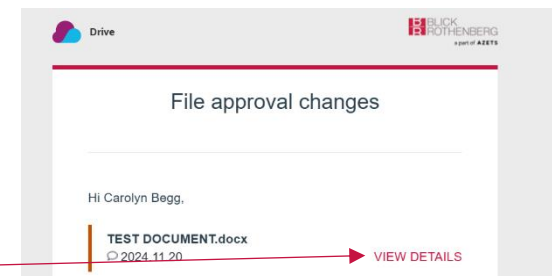 Drive
BLICK
ROTHENBERG
a part of AZETS
File approval changes
Hi Carolyn Begg,
TEST DOCUMENT.docx
2024 11 20
VIEW DETAILS